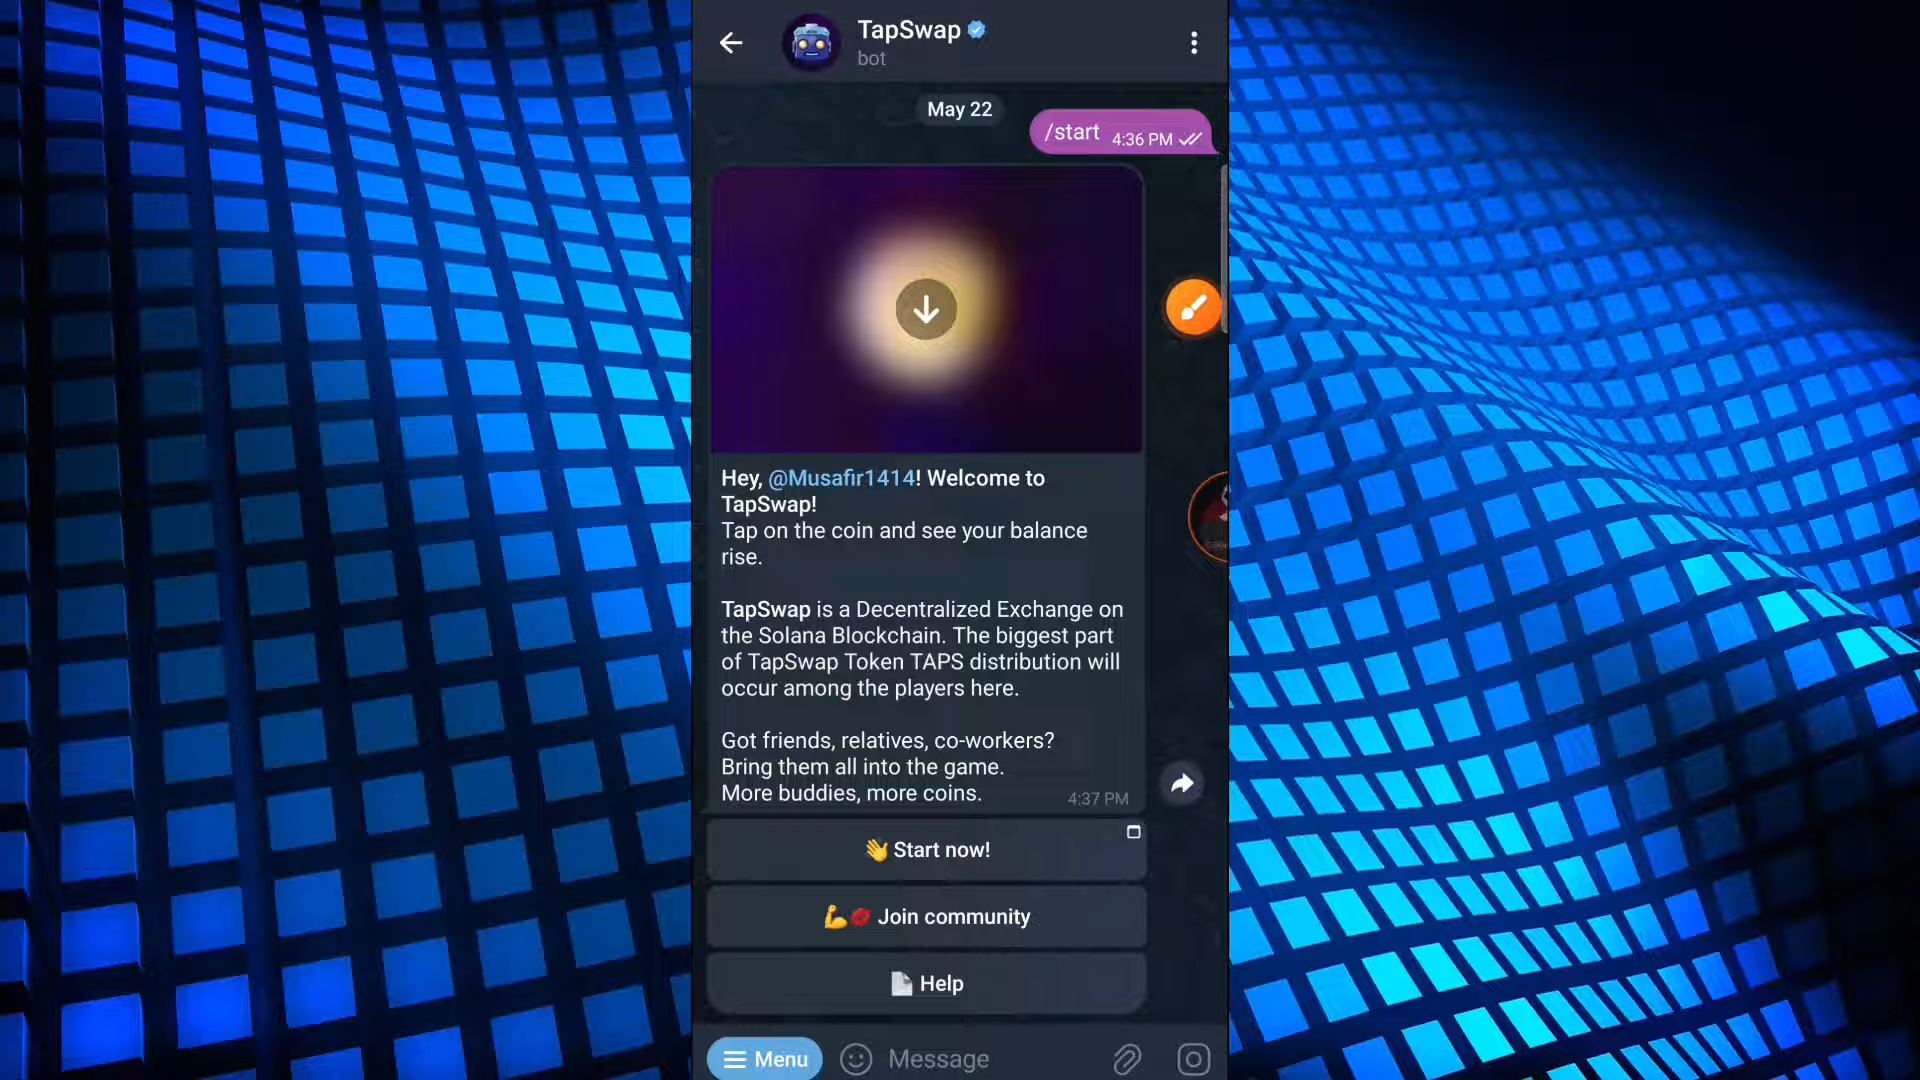 TapSwap
bot
May 22
/start 4:36 PM
Hey, @Musafir1414! Welcome to
TapSwap!
Tap on the coin and see your balance
rise.
TapSwap is a Decentralized Exchange on
the Solana Blockchain. The biggest part
of TapSwap Token TAPS distribution will
occur among the players here.
Got friends, relatives, co-workers?
Bring them all into the game.
More buddies, more coins. 4:37 PM
👋 Start now!
💪💋 Join community
📄 Help
Menu Message